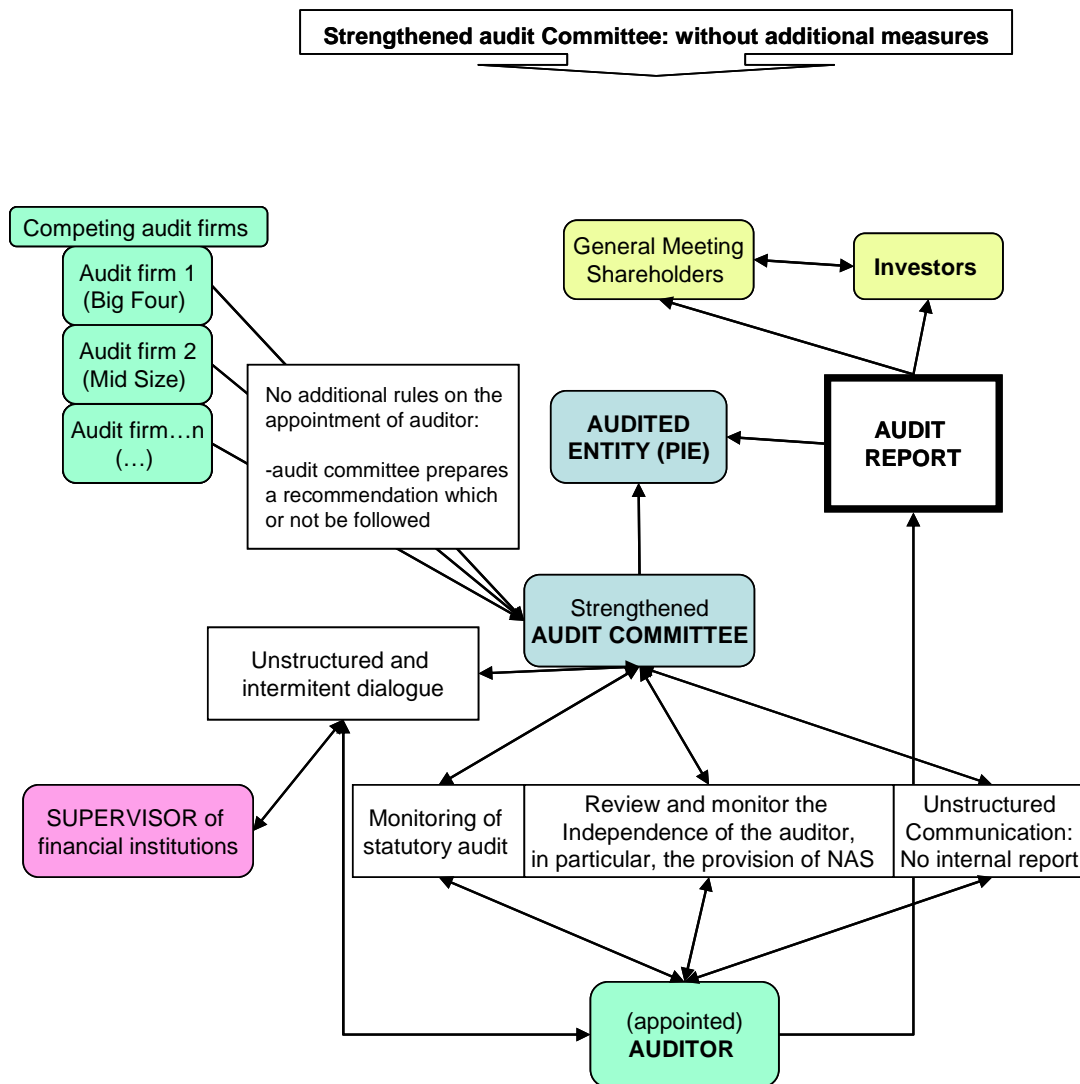 Strengthened audit Committee: without additional measures
Competing audit firms
Audit firm 1
(Big Four)
Audit firm 2
(Mid Size)
Audit firm…n
(…)
General Meeting
Shareholders
Investors
No additional rules on the
appointment of auditor:
-audit committee prepares
a recommendation which
or not be followed
AUDITED
ENTITY (PIE)
AUDIT
REPORT
Strengthened
AUDIT COMMITTEE
Unstructured and
intermitent dialogue
SUPERVISOR of
financial institutions
Monitoring of
statutory audit
Review and monitor the
Independence of the auditor,
in particular, the provision of NAS
Unstructured
Communication:
No internal report
(appointed)
AUDITOR